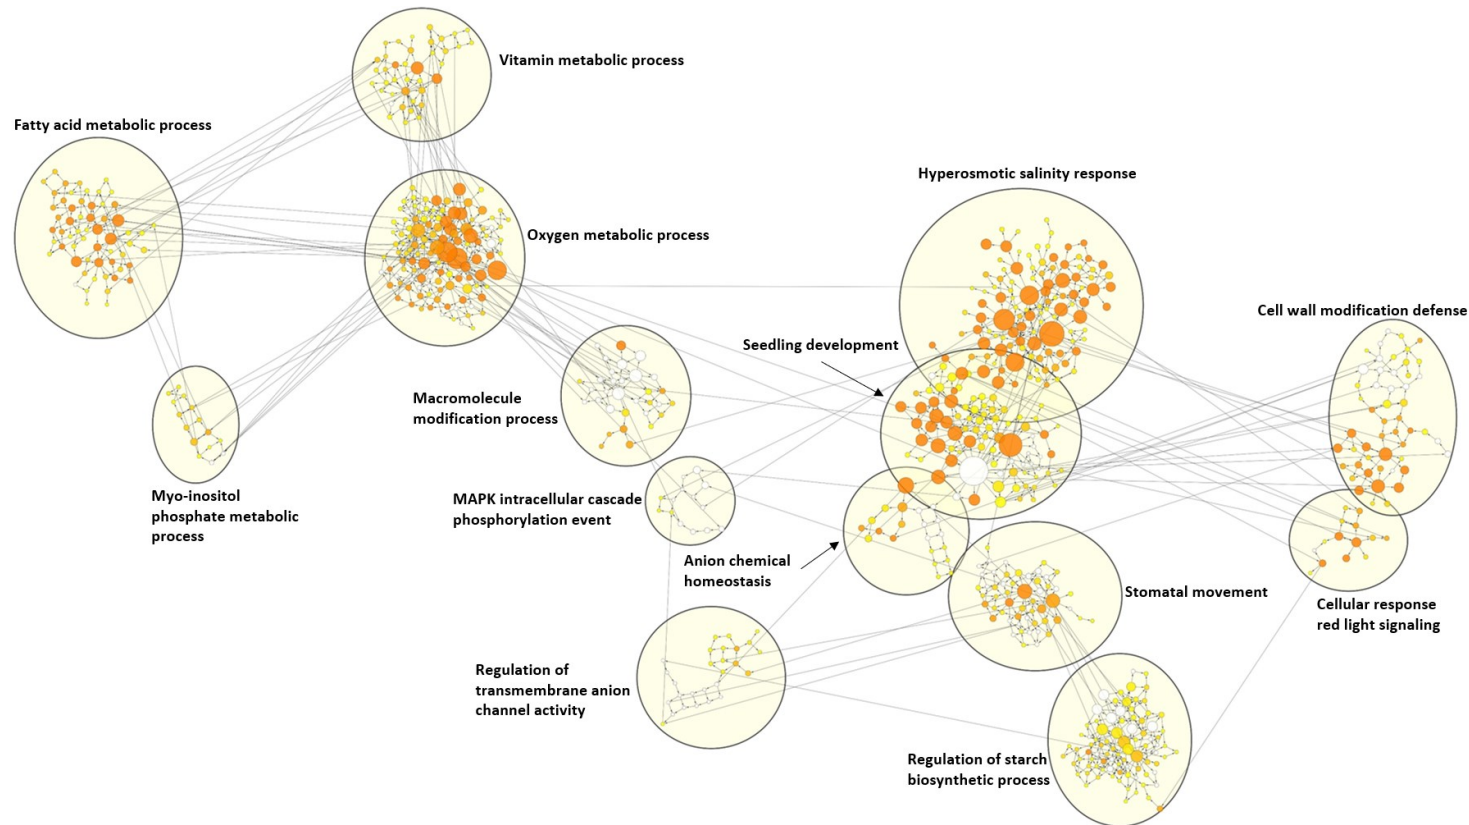 Vitamin metabolic process
Fatty acid metabolic process
Hyperosmotic salinity response
Oxygen metabolic process
Cell wall modification defense
Seedling development
Macromolecule
modification process
Myo-inositol
phosphate metabolic
process
MAPK intracellular cascade
phosphorylation event
Anion chemical
homeostasis
Stomatal movement
Cellular response
red light signaling
Regulation of
transmembrane anion
channel activity
Regulation of starch
biosynthetic process